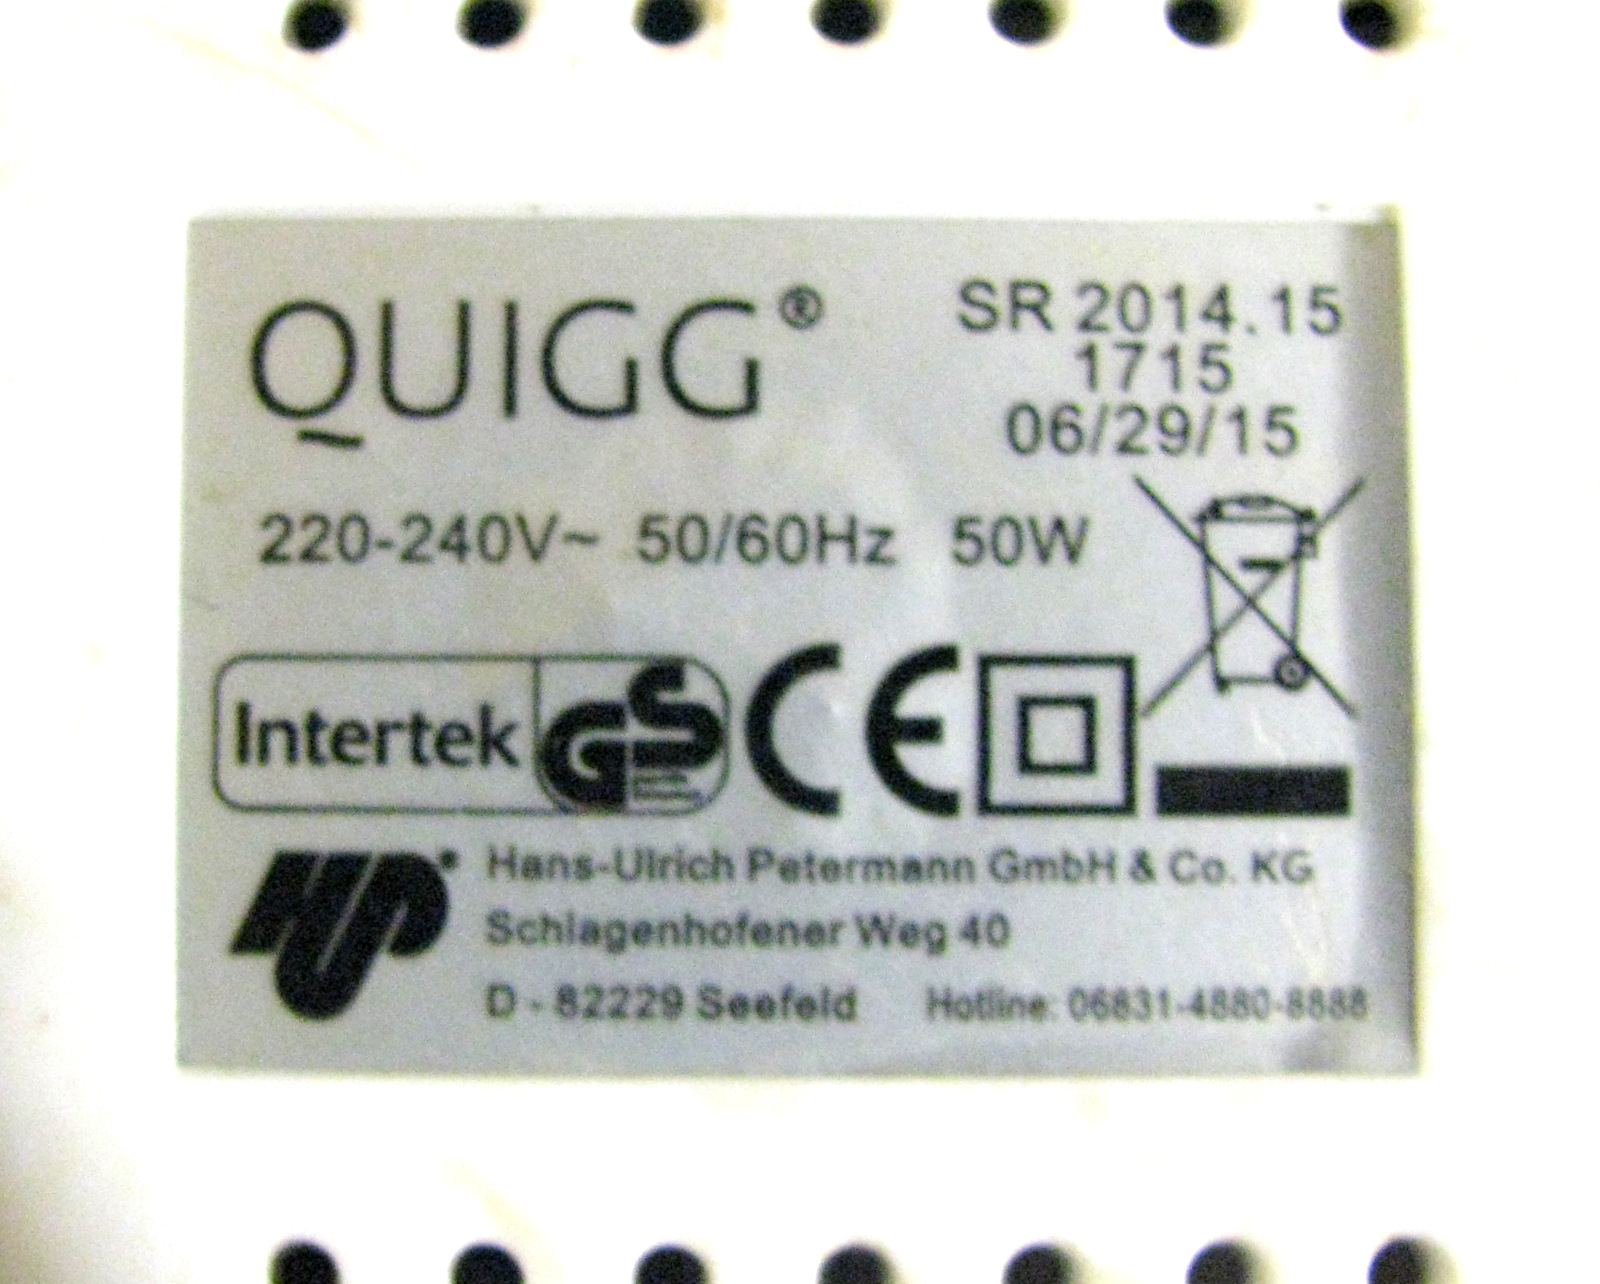 QUIGG®
SR 2014.15
1715
06/29/15
220-240V~ 50/60Hz 50W
Intertek
GS
CE
HUP
Hans-Ulrich Petermann GmbH & Co. KG
Schlagenhofener Weg 40
D - 82229 Seefeld Hotline: 06831-4880-8888